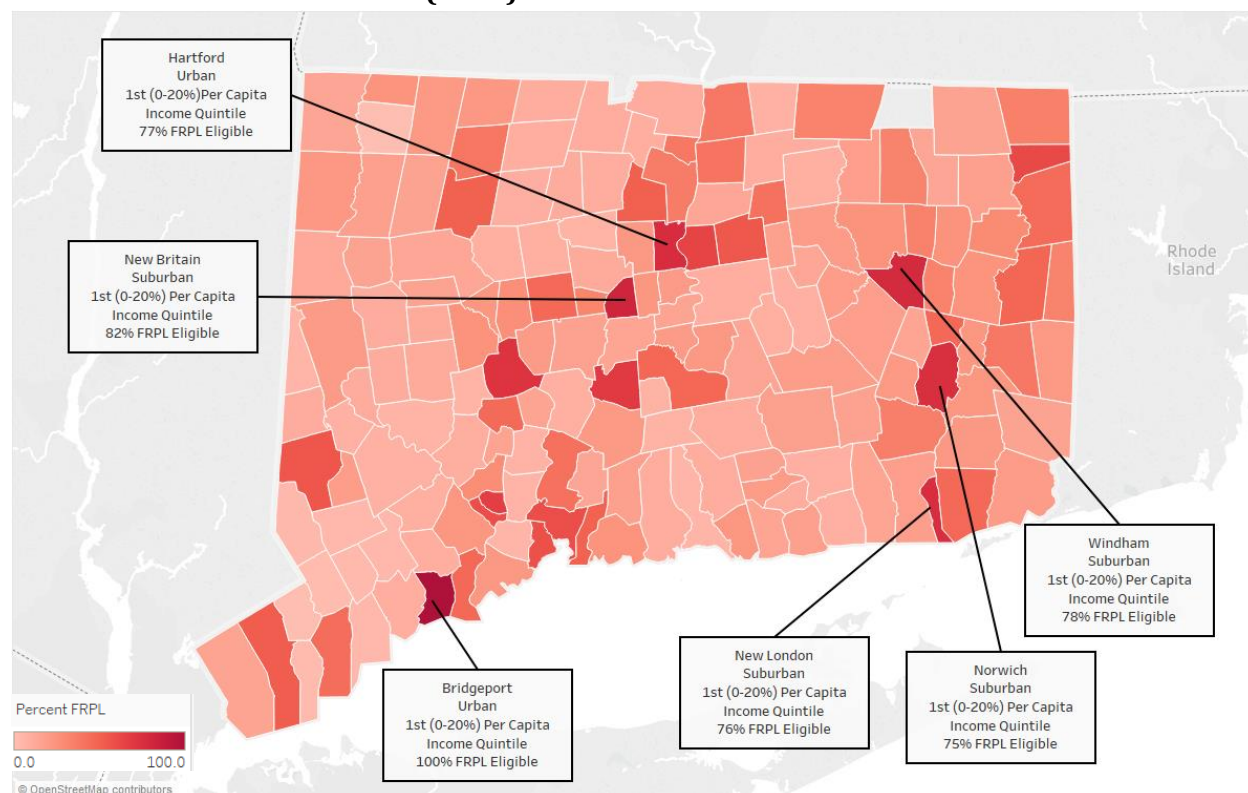 Hartford
Urban
1st (0-20%)Per Capita
Income Quintile
77% FRPL Eligible
New Britain
Suburban
1st (0-20%) Per Capita
Income Quintile
82% FRPL Eligible
Rhode
Island
Windham
Suburban
1st (0-20%) Per Capita
Income Quintile
78% FRPL Eligible
New London
Suburban
1st (0-20%) Per Capita
Income Quintile
76% FRPL Eligible
Norwich
Suburban
1st (0-20%) Per Capita
Income Quintile
75% FRPL Eligible
Bridgeport
Urban
1st (0-20%) Per Capita
Income Quintile
100% FRPL Eligible
Percent FRPL
0.0 100.0
© OpenStreetMap contributors